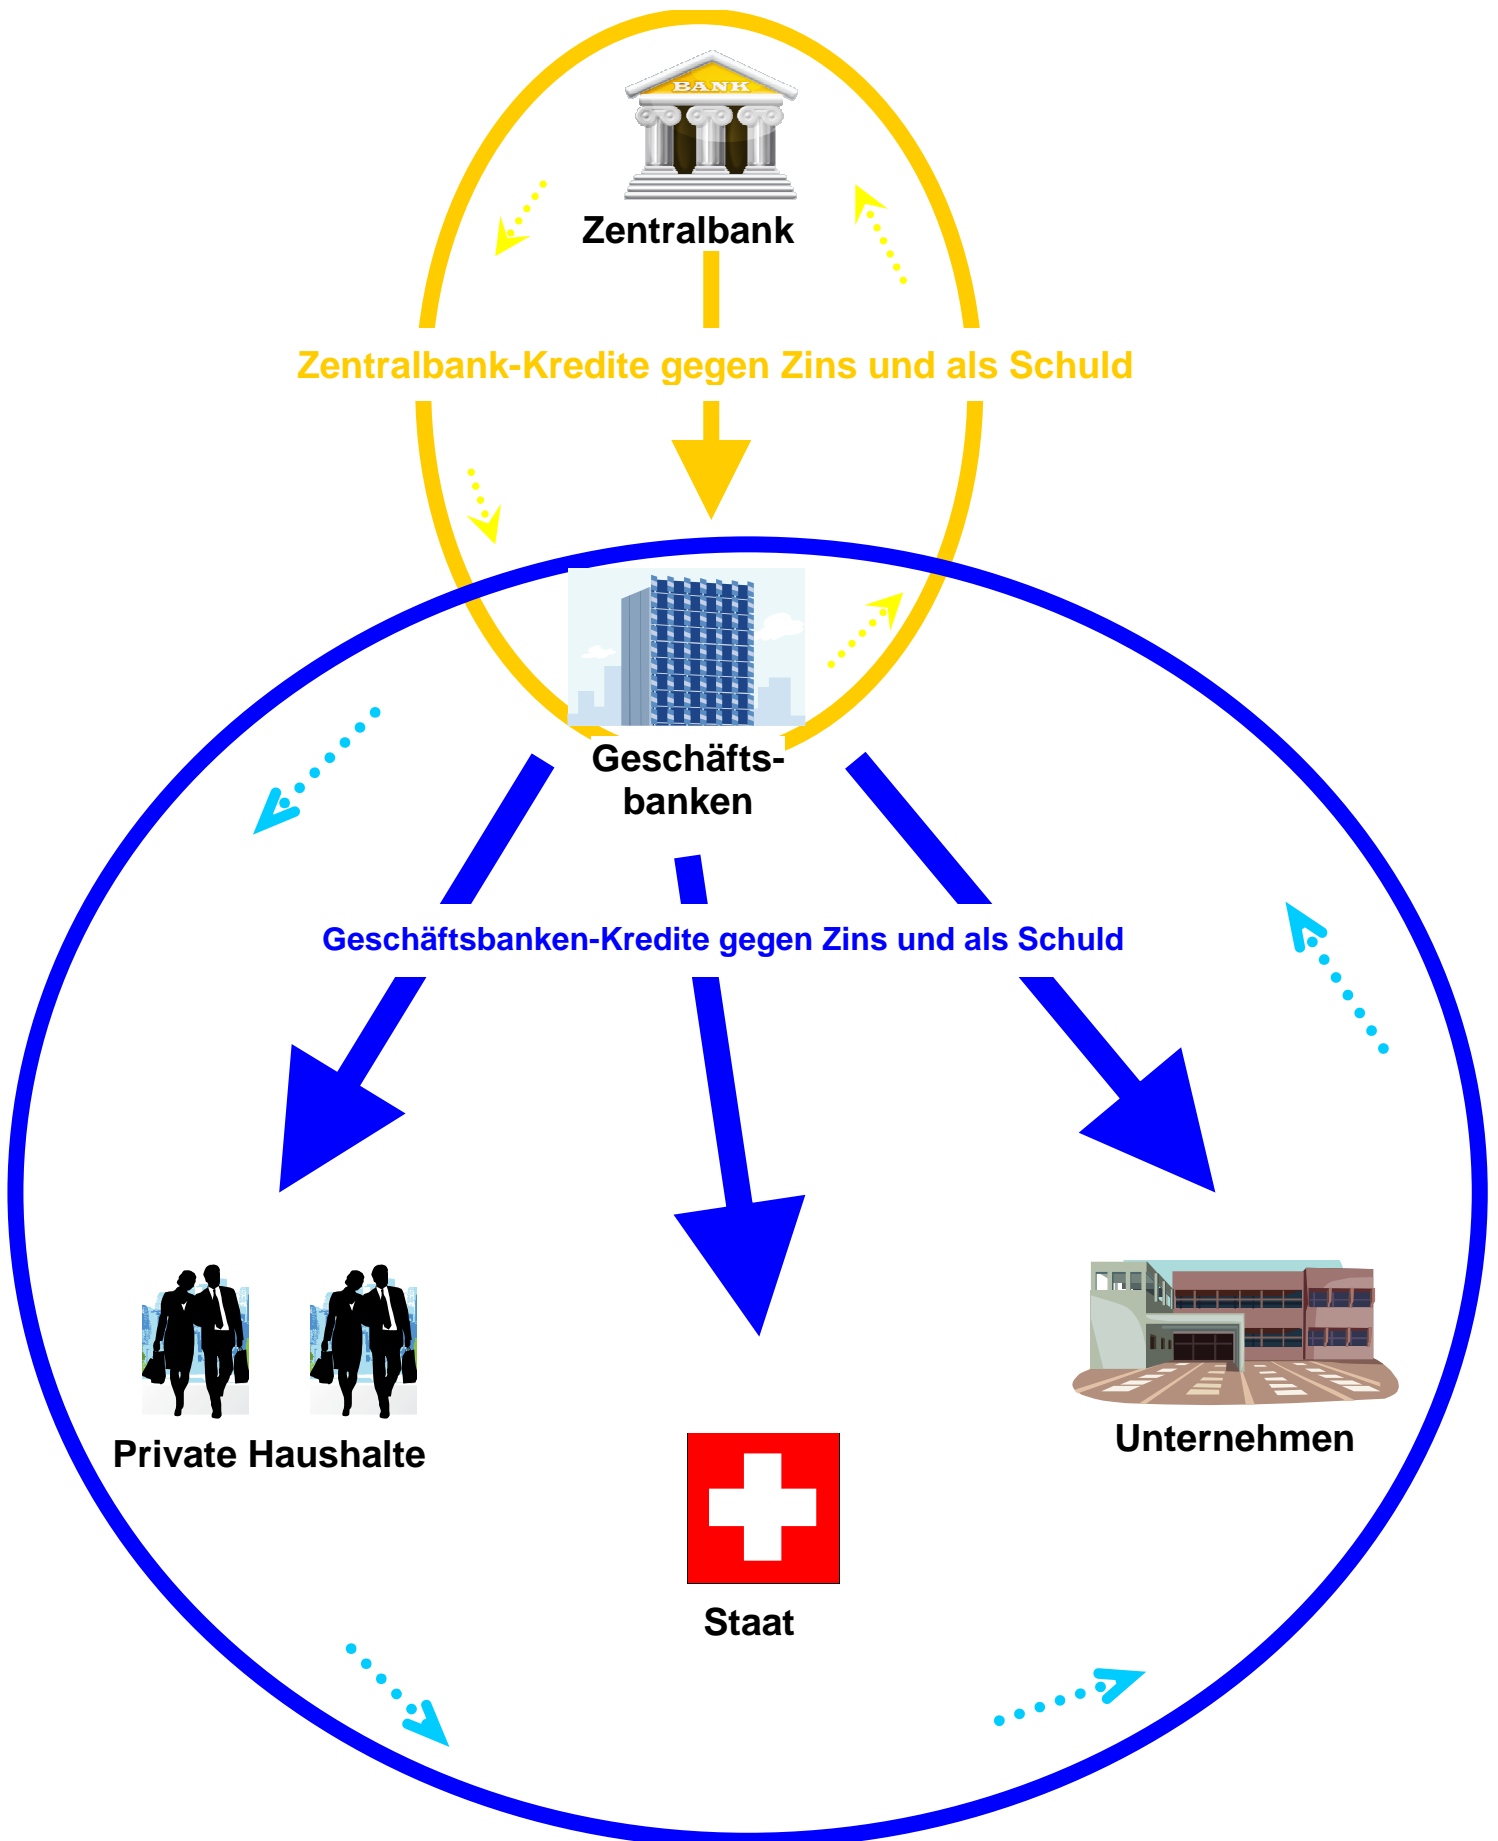 BANK
Zentralbank
Zentralbank-Kredite gegen Zins und als Schuld
Geschäfts-
banken
Geschäftsbanken-Kredite gegen Zins und als Schuld
Private Haushalte
Unternehmen
Staat